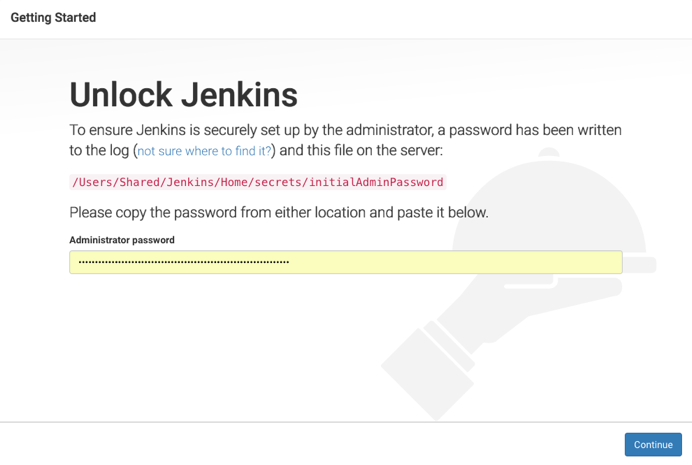 Getting Started
Unlock Jenkins
To ensure Jenkins is securely set up by the administrator, a password has been written
to the log (not sure where to find it?) and this file on the server:
/Users/Shared/Jenkins/Home/secrets/initialAdminPassword
Please copy the password from either location and paste it below.
Administrator password
Continue